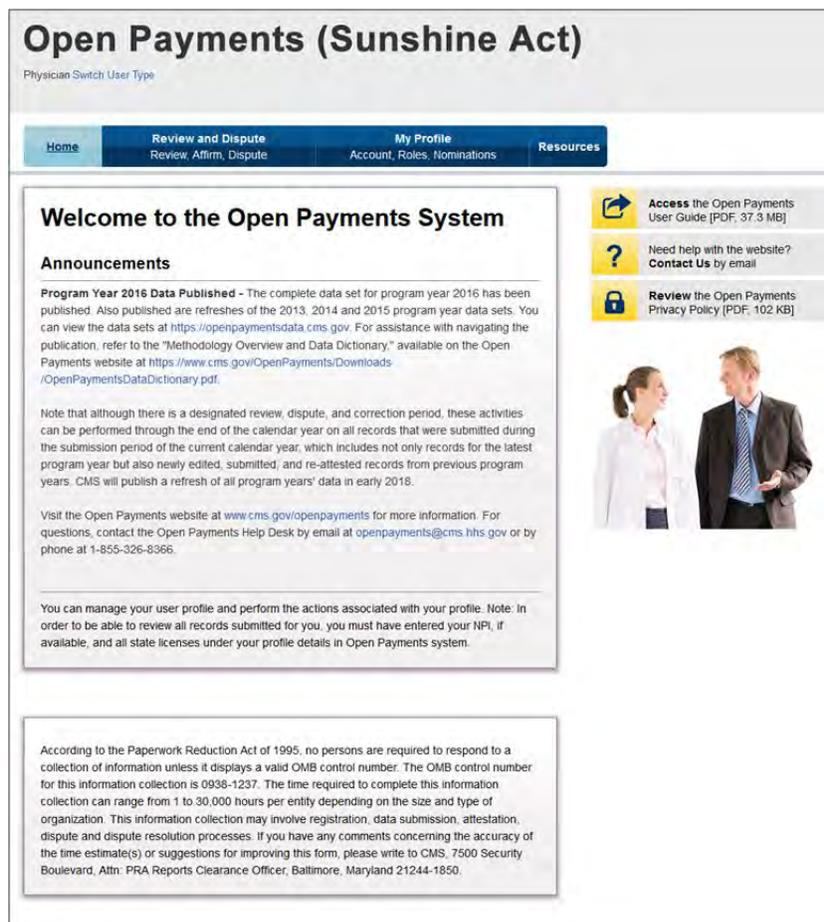 Open Payments (Sunshine Act)
Physician Switch User Type
Home
Review and Dispute
Review, Affirm, Dispute
My Profile
Account, Roles, Nominations
Resources
Welcome to the Open Payments System
Announcements
Program Year 2016 Data Published - The complete data set for program year 2016 has been
published. Also published are refreshes of the 2013, 2014 and 2015 program year data sets. You
can view the data sets at https://openpaymentsdata.cms.gov. For assistance with navigating the
publication, refer to the "Methodology Overview and Data Dictionary," available on the Open
Payments website at https://www.cms.gov/OpenPayments/Downloads
/OpenPaymentsDataDictionary.pdf.
Note that although there is a designated review, dispute, and correction period, these activities
can be performed through the end of the calendar year on all records that were submitted during
the submission period of the current calendar year, which includes not only records for the latest
program year but also newly edited, submitted, and re-attested records from previous program
years. CMS will publish a refresh of all program years' data in early 2018.
Visit the Open Payments website at www.cms.gov/openpayments for more information. For
questions, contact the Open Payments Help Desk by email at openpayments@cms.hhs.gov or by
phone at 1-855-326-8366.
You can manage your user profile and perform the actions associated with your profile. Note: In
order to be able to review all records submitted for you, you must have entered your NPI, if
available, and all state licenses under your profile details in Open Payments system.
According to the Paperwork Reduction Act of 1995, no persons are required to respond to a
collection of information unless it displays a valid OMB control number. The OMB control number
for this information collection is 0938-1237. The time required to complete this information
collection can range from 1 to 30,000 hours per entity depending on the size and type of
organization. This information collection may involve registration, data submission, attestation,
dispute and dispute resolution processes. If you have any comments concerning the accuracy of
the time estimate(s) or suggestions for improving this form, please write to CMS, 7500 Security
Boulevard, Attn: PRA Reports Clearance Officer, Baltimore, Maryland 21244-1850.
Access the Open Payments
User Guide [PDF, 37.3 MB]
?
Need help with the website?
Contact Us by email
Review the Open Payments
Privacy Policy [PDF, 102 KB]